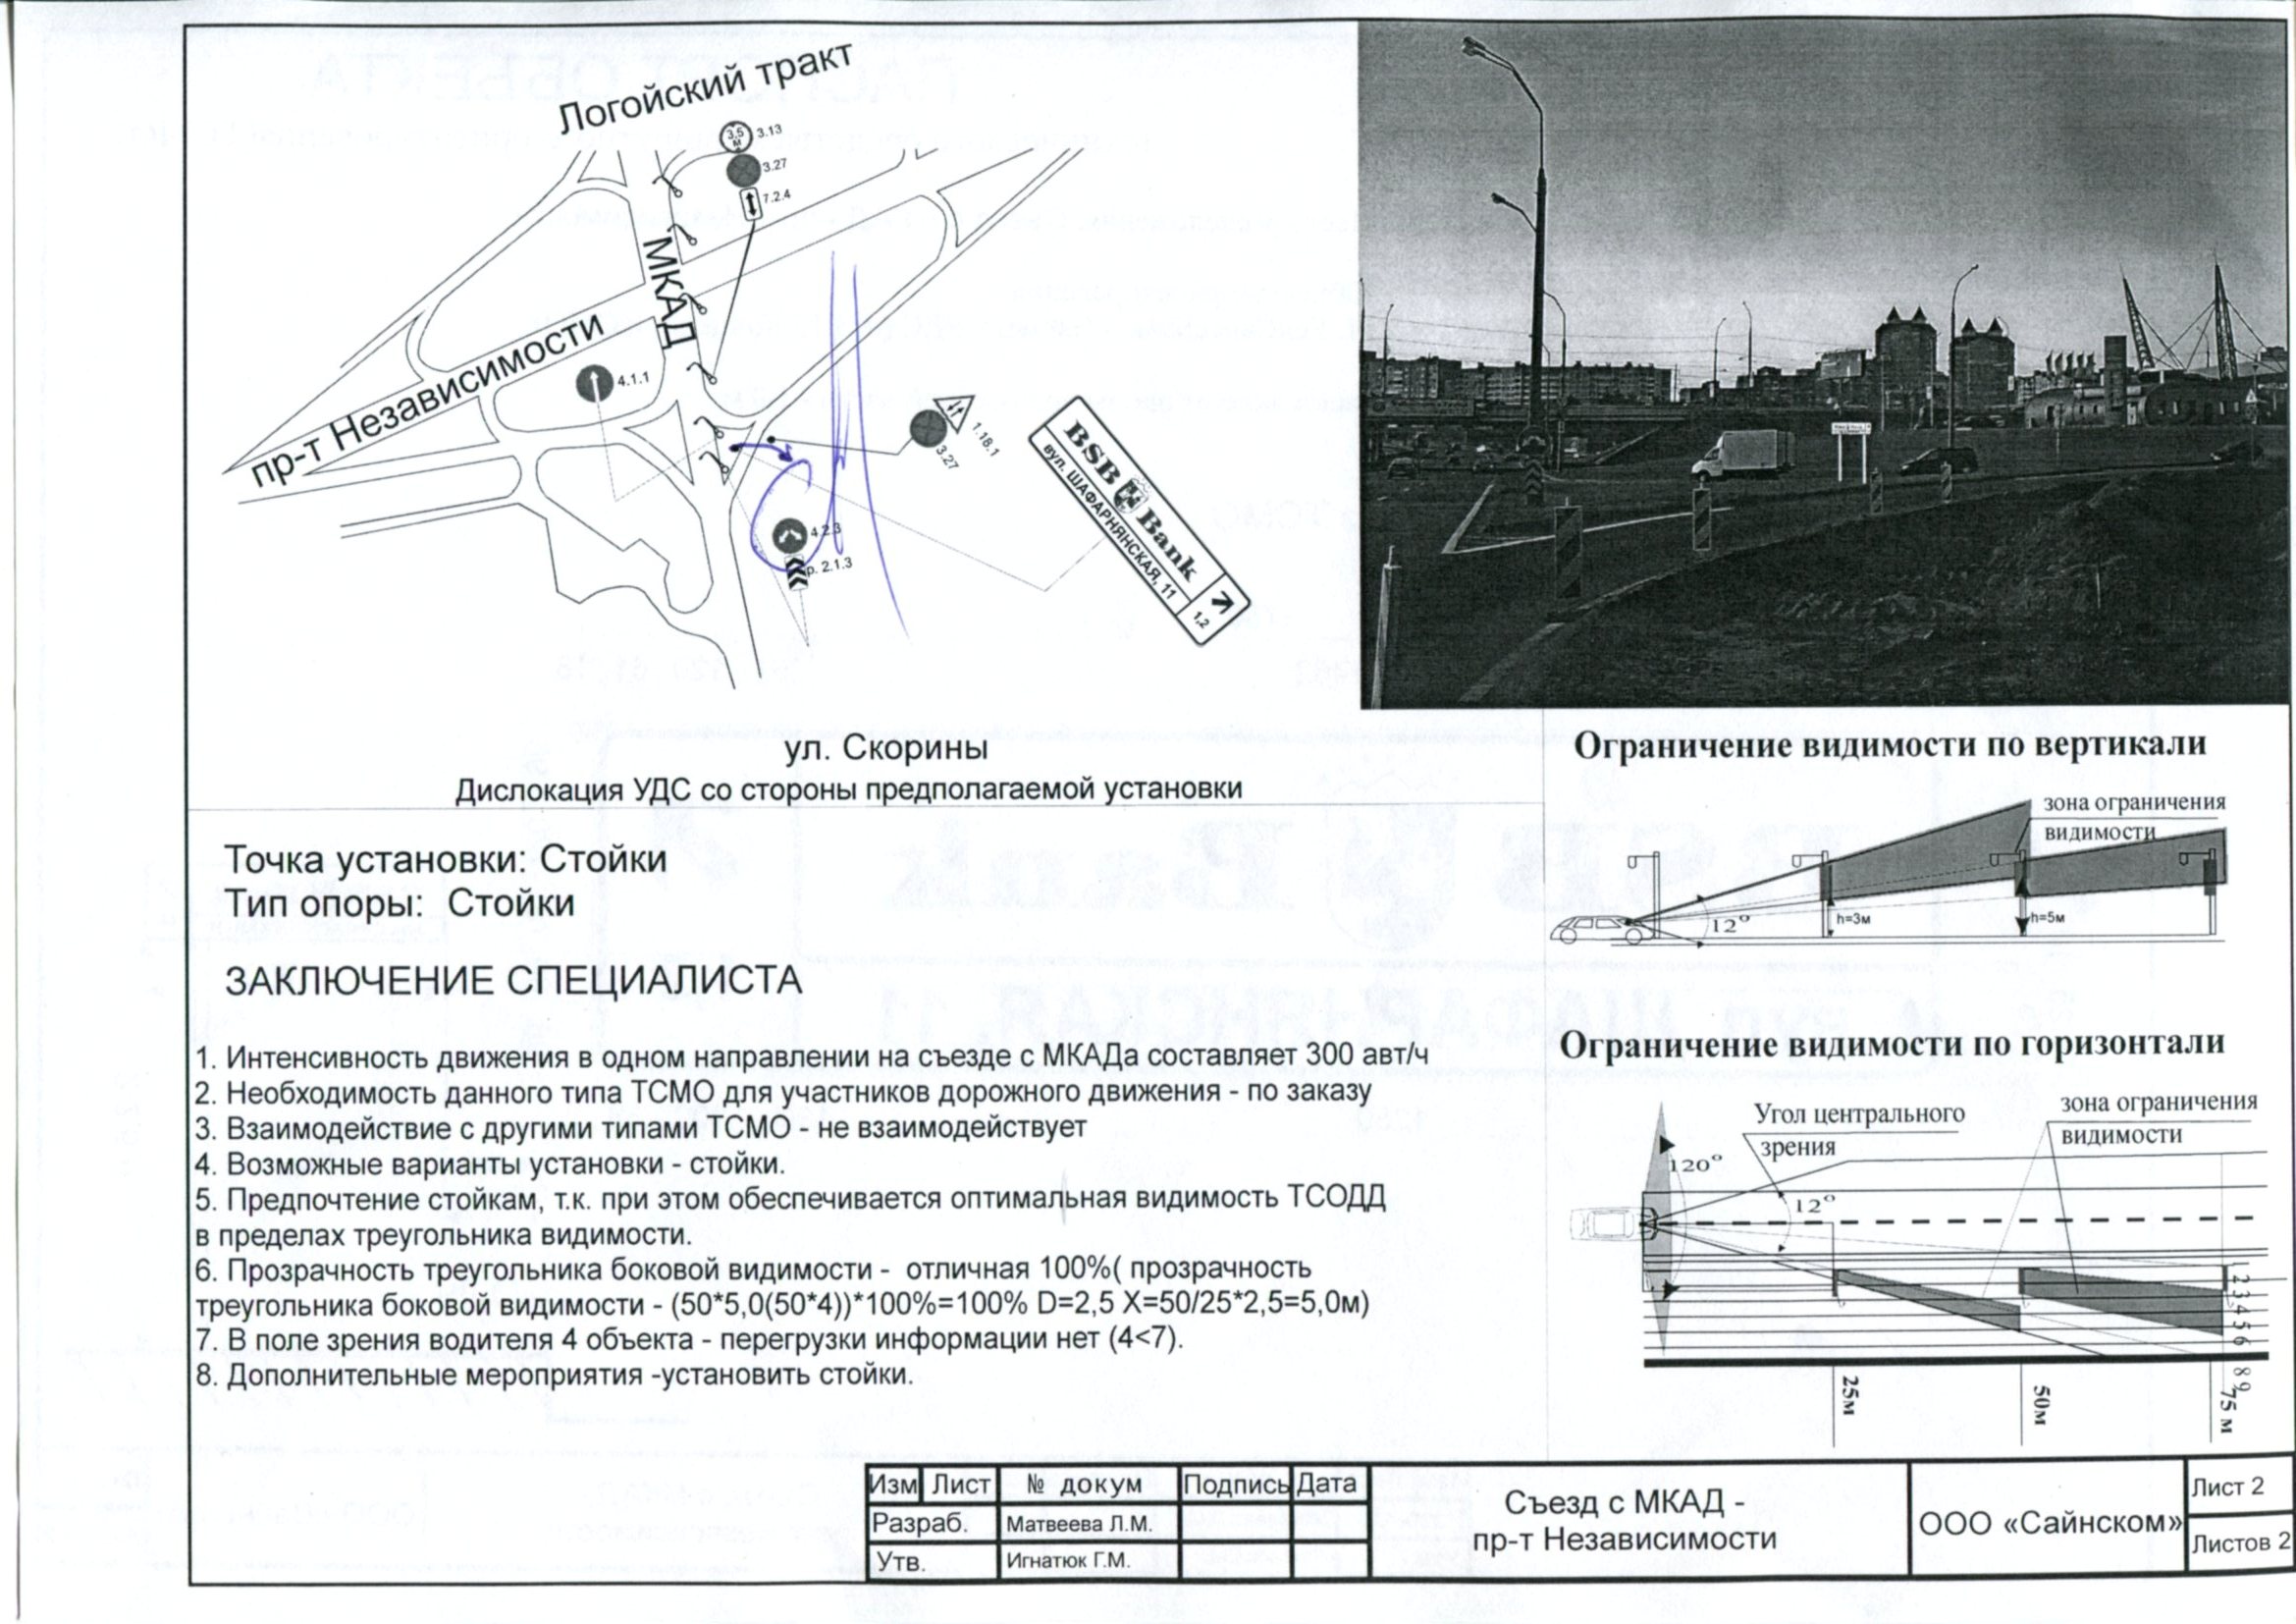 Логойский тракт
3,5 м
3.13
3.27
7.2.4
МКАД
пр-т Независимости
4.1.1
1.18.1
3.27
4.2.3
р. 2.1.3
BSB Bank
вул. ШАФАРНЯНСКАЯ, 11
1,2
ул. Скорины
Дислокация УДС со стороны предполагаемой установки
Точка установки: Стойки
Тип опоры: Стойки
ЗАКЛЮЧЕНИЕ СПЕЦИАЛИСТА
1. Интенсивность движения в одном направлении на съезде с МКАДа составляет 300 авт/ч
2. Необходимость данного типа ТСМО для участников дорожного движения - по заказу
3. Взаимодействие с другими типами ТСМО - не взаимодействует
4. Возможные варианты установки - стойки.
5. Предпочтение стойкам, т.к. при этом обеспечивается оптимальная видимость ТСОДД
в пределах треугольника видимости.
6. Прозрачность треугольника боковой видимости - отличная 100%( прозрачность
треугольника боковой видимости - (50*5,0(50*4))*100%=100% D=2,5 X=50/25*2,5=5,0м)
7. В поле зрения водителя 4 объекта - перегрузки информации нет (4<7).
8. Дополнительные мероприятия -установить стойки.
Ограничение видимости по вертикали
зона ограничения
видимости
12°
h=3м
h=5м
Ограничение видимости по горизонтали
Угол центрального
зрения
зона ограничения
видимости
120°
12°
1 2 3 4 5 6 8 9
25м
50м
75 м
Изм Лист № докум Подпись Дата
Разраб. Матвеева Л.М.
Утв. Игнатюк Г.М.
Съезд с МКАД -
пр-т Независимости
ООО «Сайнском»
Лист 2
Листов 2